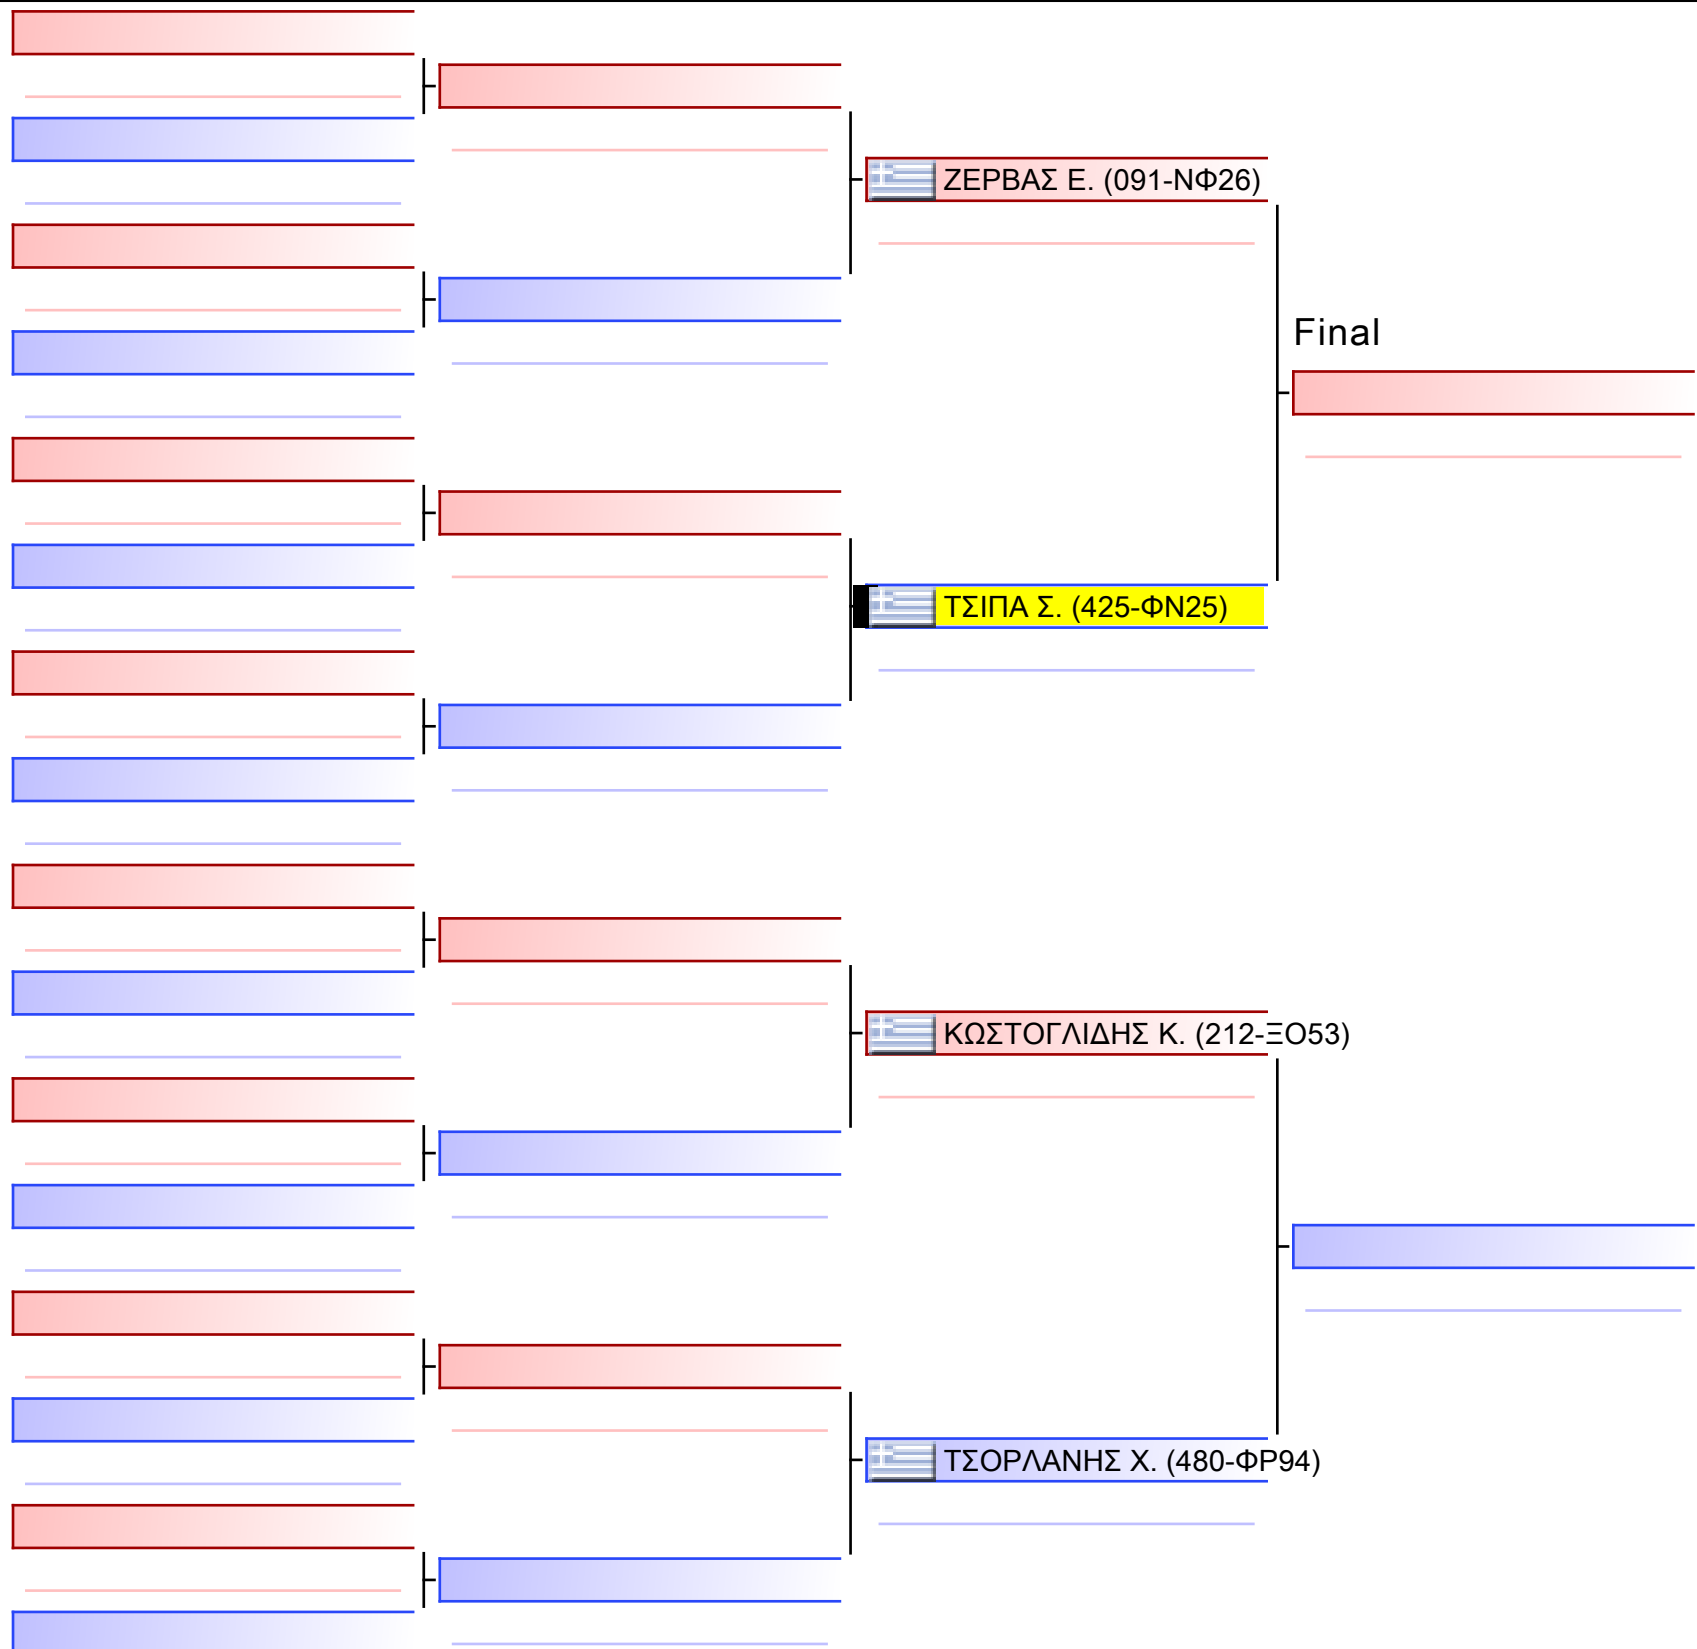 ΖΕΡΒΑΣ Ε. (091-ΝΦ26)
Final
ΤΣΙΠΑ Σ. (425-ΦΝ25)
ΚΩΣΤΟΓΛΙΔΗΣ Κ. (212-ΞΟ53)
ΤΣΟΡΛΑΝΗΣ Χ. (480-ΦΡ94)